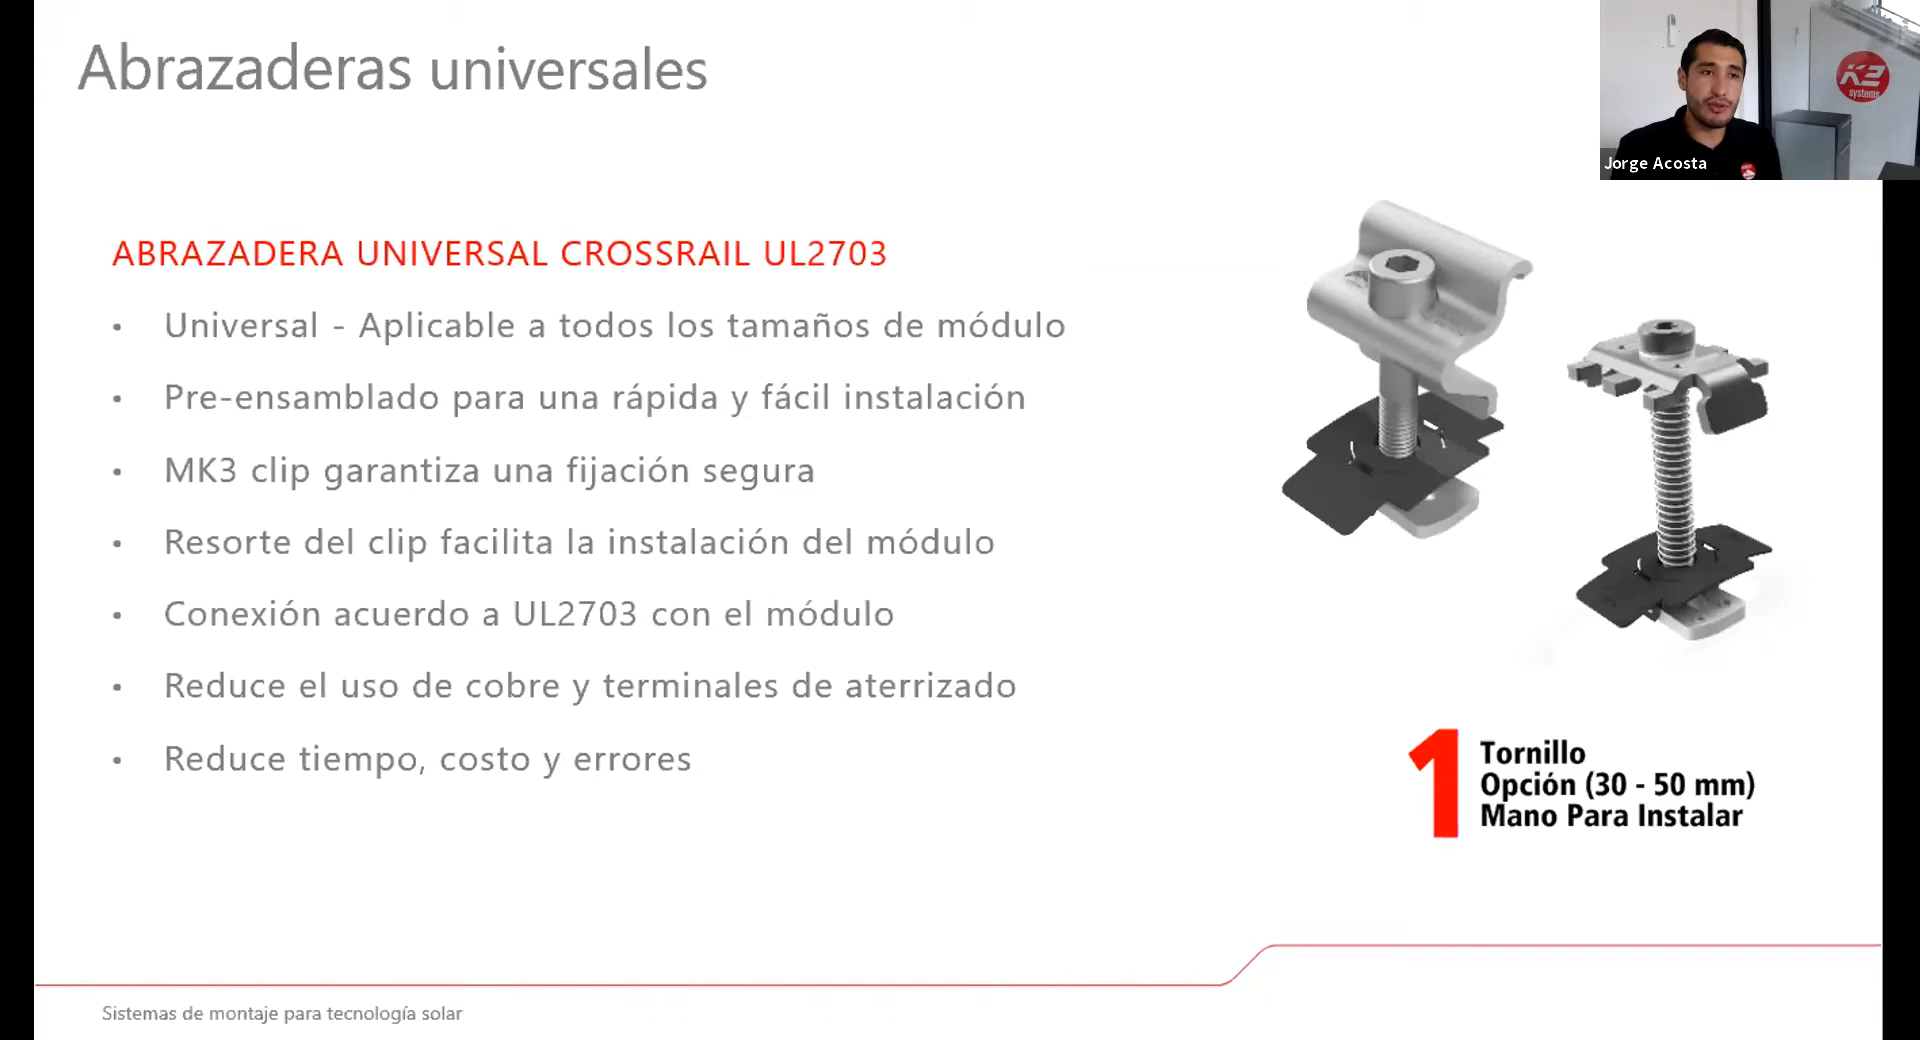 Abrazaderas universales
K2
systems
Jorge Acosta
ABRAZADERA UNIVERSAL CROSSRAIL UL2703
• Universal - Aplicable a todos los tamaños de módulo
• Pre-ensamblado para una rápida y fácil instalación
• MK3 clip garantiza una fijación segura
• Resorte del clip facilita la instalación del módulo
• Conexión acuerdo a UL2703 con el módulo
• Reduce el uso de cobre y terminales de aterrizado
• Reduce tiempo, costo y errores
1
Tornillo
Opción (30 - 50 mm)
Mano Para Instalar
Sistemas de montaje para tecnología solar